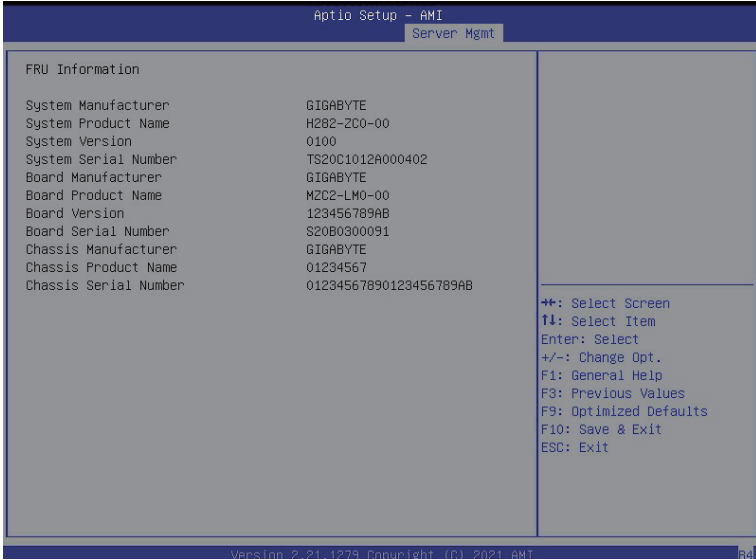 Aptio Setup – AMI
Server Mgmt
FRU Information
System Manufacturer GIGABYTE
System Product Name H282-ZC0-00
System Version 0100
System Serial Number TS20C1012A000402
Board Manufacturer GIGABYTE
Board Product Name MZC2-LM0-00
Board Version 123456789AB
Board Serial Number S20B0300091
Chassis Manufacturer GIGABYTE
Chassis Product Name 01234567
Chassis Serial Number 01234567890123456789AB
→←: Select Screen
↑↓: Select Item
Enter: Select
+/-: Change Opt.
F1: General Help
F3: Previous Values
F9: Optimized Defaults
F10: Save & Exit
ESC: Exit
Version 2.21.1279 Copyright (C) 2021 AMI
B4